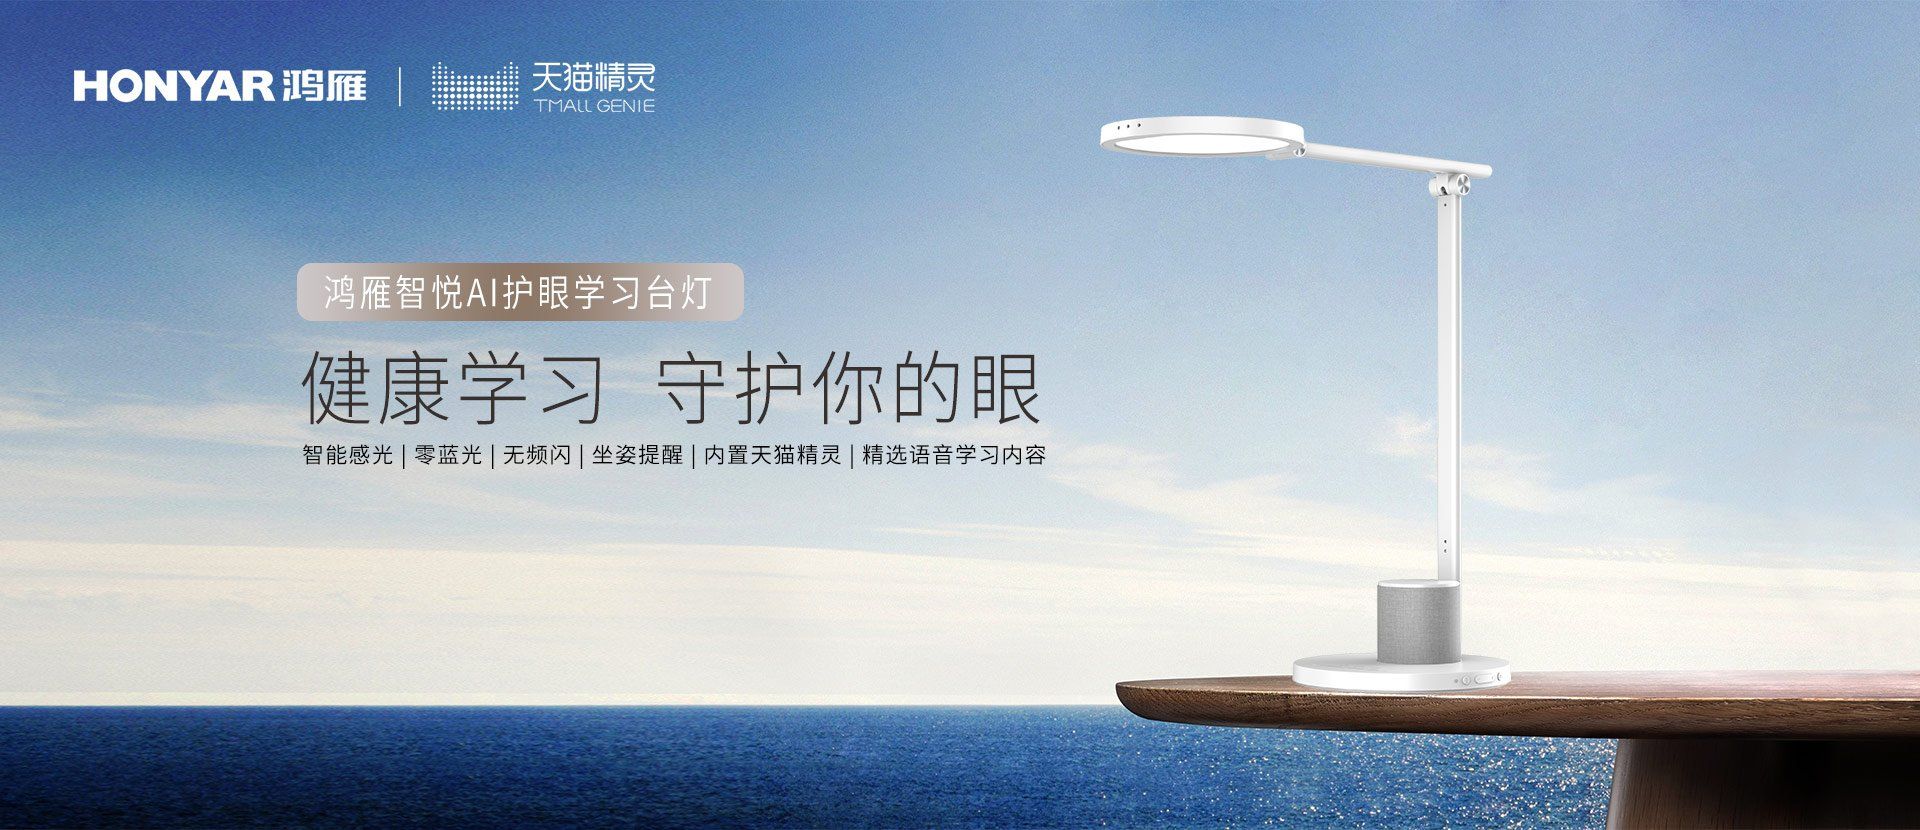 HONYAR鸿雁 | 天猫精灵
TMALL GENIE
鸿雁智悦AI护眼学习台灯
健康学习 守护你的眼
智能感光 | 零蓝光 | 无频闪 | 坐姿提醒 | 内置天猫精灵 | 精选语音学习内容